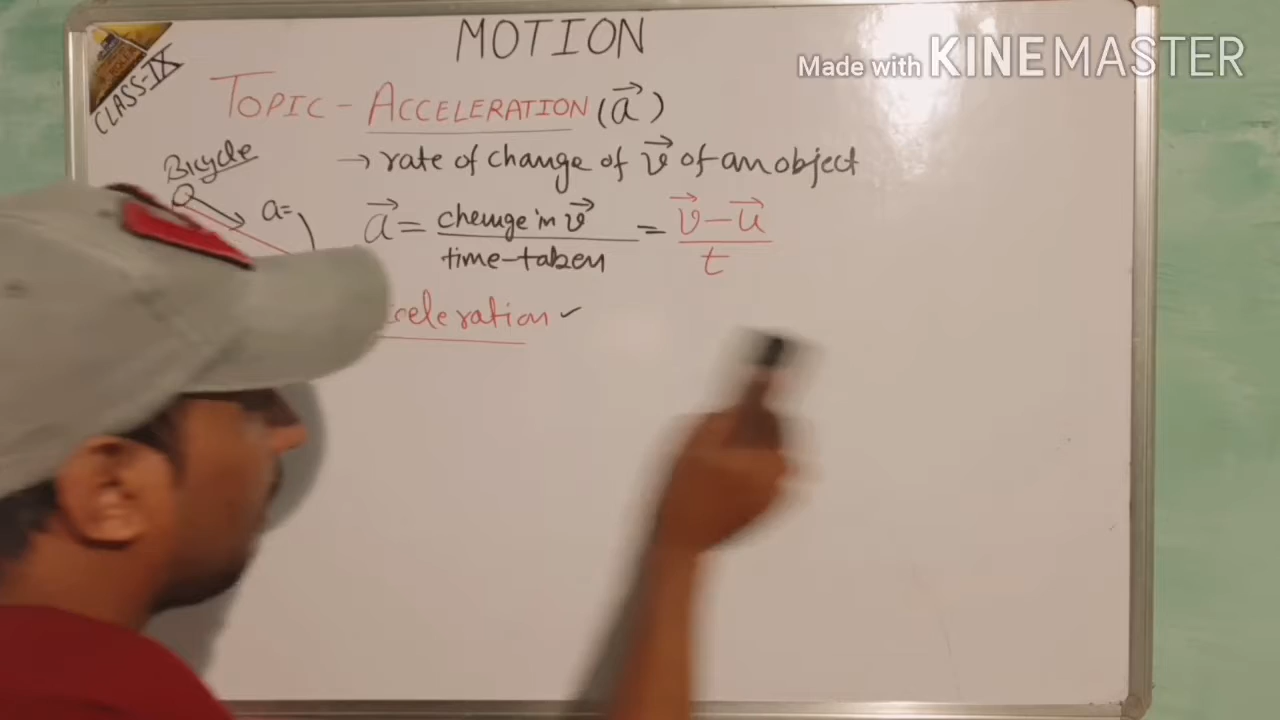 MOTION
Made with KINEMASTER
CLASS-IX
TOPIC - ACCELERATION (a⃗)
Bicycle
→ rate of change of v⃗ of an object
a=
a⃗ = change in v⃗ / time-taken = v⃗ - u⃗ / t
celeration ✓